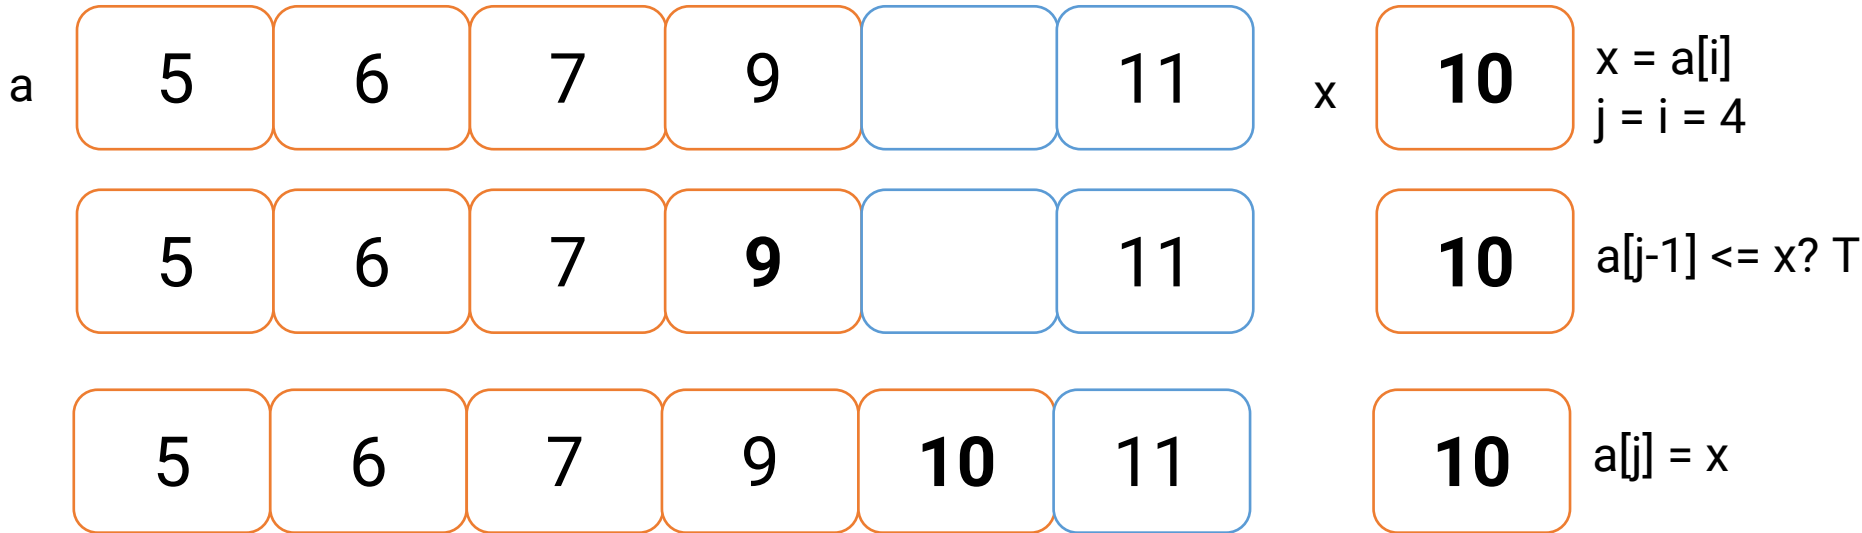 a 5 6 7 9 11 x 10 x = a[i]
j = i = 4
5 6 7 9 11 10 a[j-1] <= x? T
5 6 7 9 10 11 10 a[j] = x